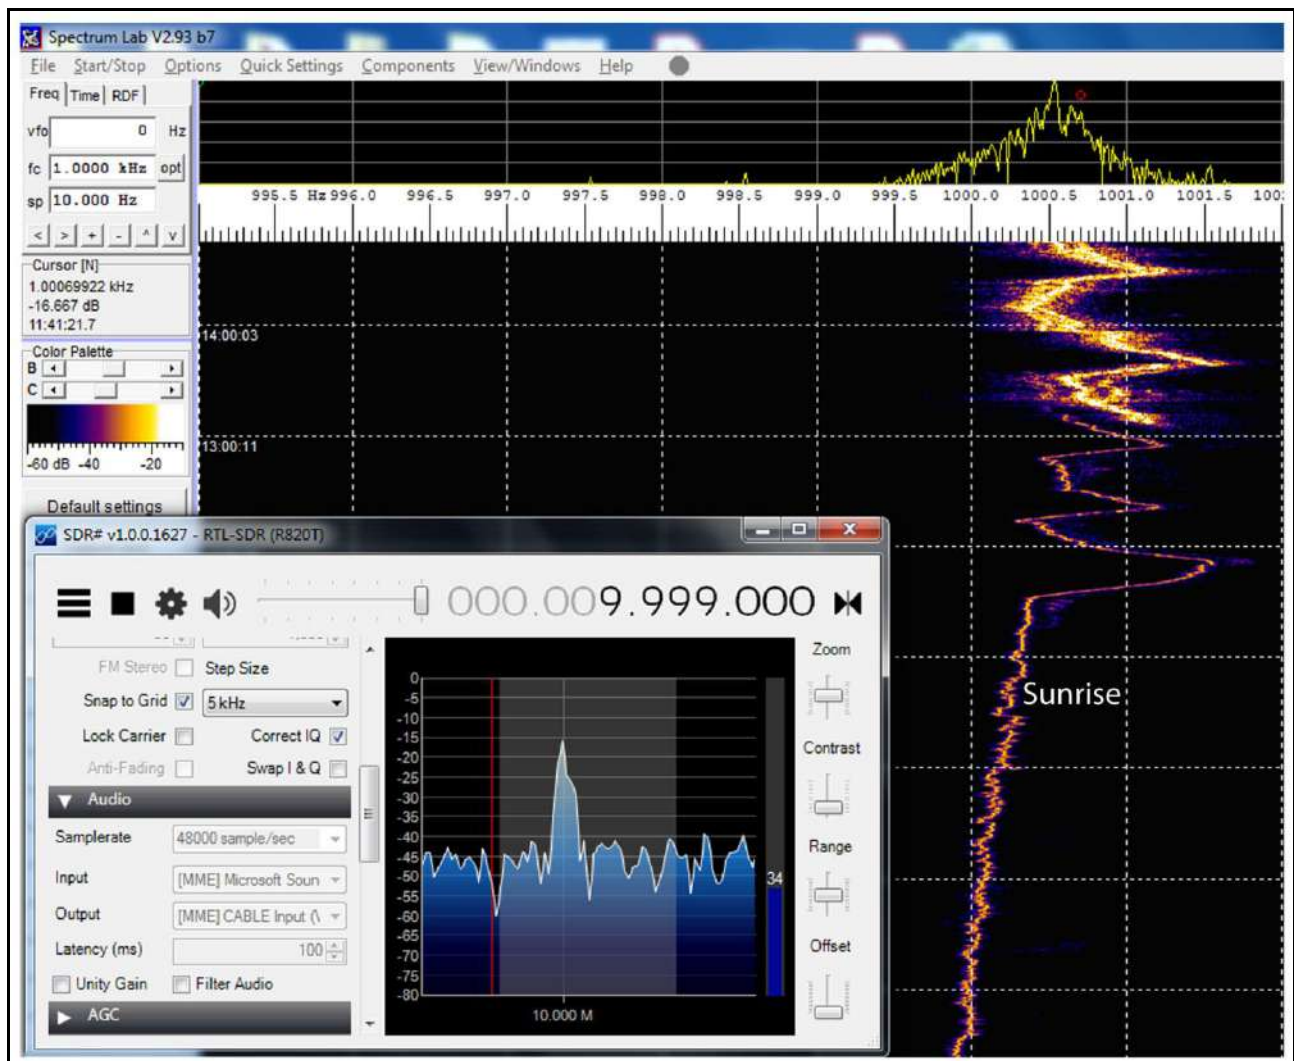 Spectrum Lab V2.93 b7
File Start/Stop Options Quick Settings Components View/Windows Help
Freq Time RDF
vfo 0 Hz
fc 1.0000 kHz opt
sp 10.000 Hz
< > + - ^ v
995.5 Hz 996.0 996.5 997.0 997.5 998.0 998.5 999.0 999.5 1000.0 1000.5 1001.0 1001.5
Cursor [N]
1.00069922 kHz
-16.667 dB
11:41:21.7
14:00:03
Color Palette
B
C
-60 dB -40 -20
13:00:11
Default settings
SDR# v1.0.0.1627 - RTL-SDR (R820T)
000.009.999.000
FM Stereo Step Size
Snap to Grid 5 kHz
Lock Carrier Correct IQ
Anti-Fading Swap I & Q
Audio
Samplerate 48000 sample/sec
Input [MME] Microsoft Soun
Output [MME] CABLE Input (\
Latency (ms) 100
Unity Gain Filter Audio
AGC
0
-5
-10
-15
-20
-25
-30
-35
-40
-45
-50
-55
-60
-65
-70
-75
-80
10.000 M
34
Zoom
Contrast
Range
Offset
Sunrise